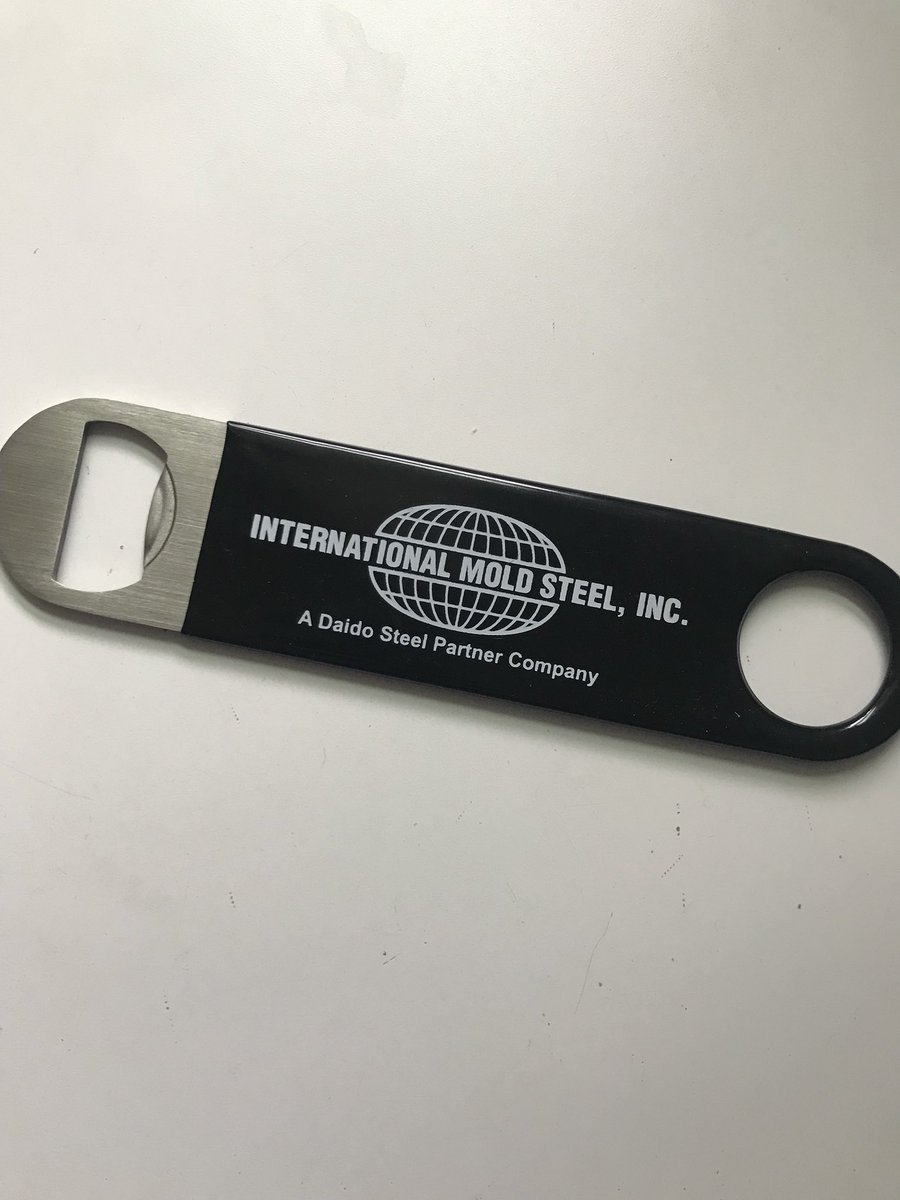 INTERNATIONAL MOLD STEEL, INC.
A Daido Steel Partner Company